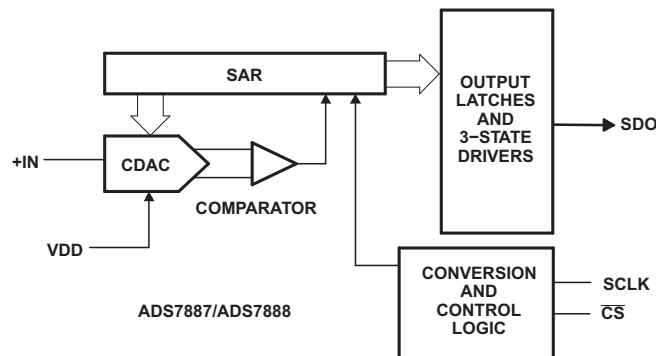 SAR
OUTPUT
LATCHES
AND
3−STATE
DRIVERS
SDO
+IN
CDAC
COMPARATOR
VDD
CONVERSION
AND
CONTROL
LOGIC
SCLK
CS
ADS7887/ADS7888